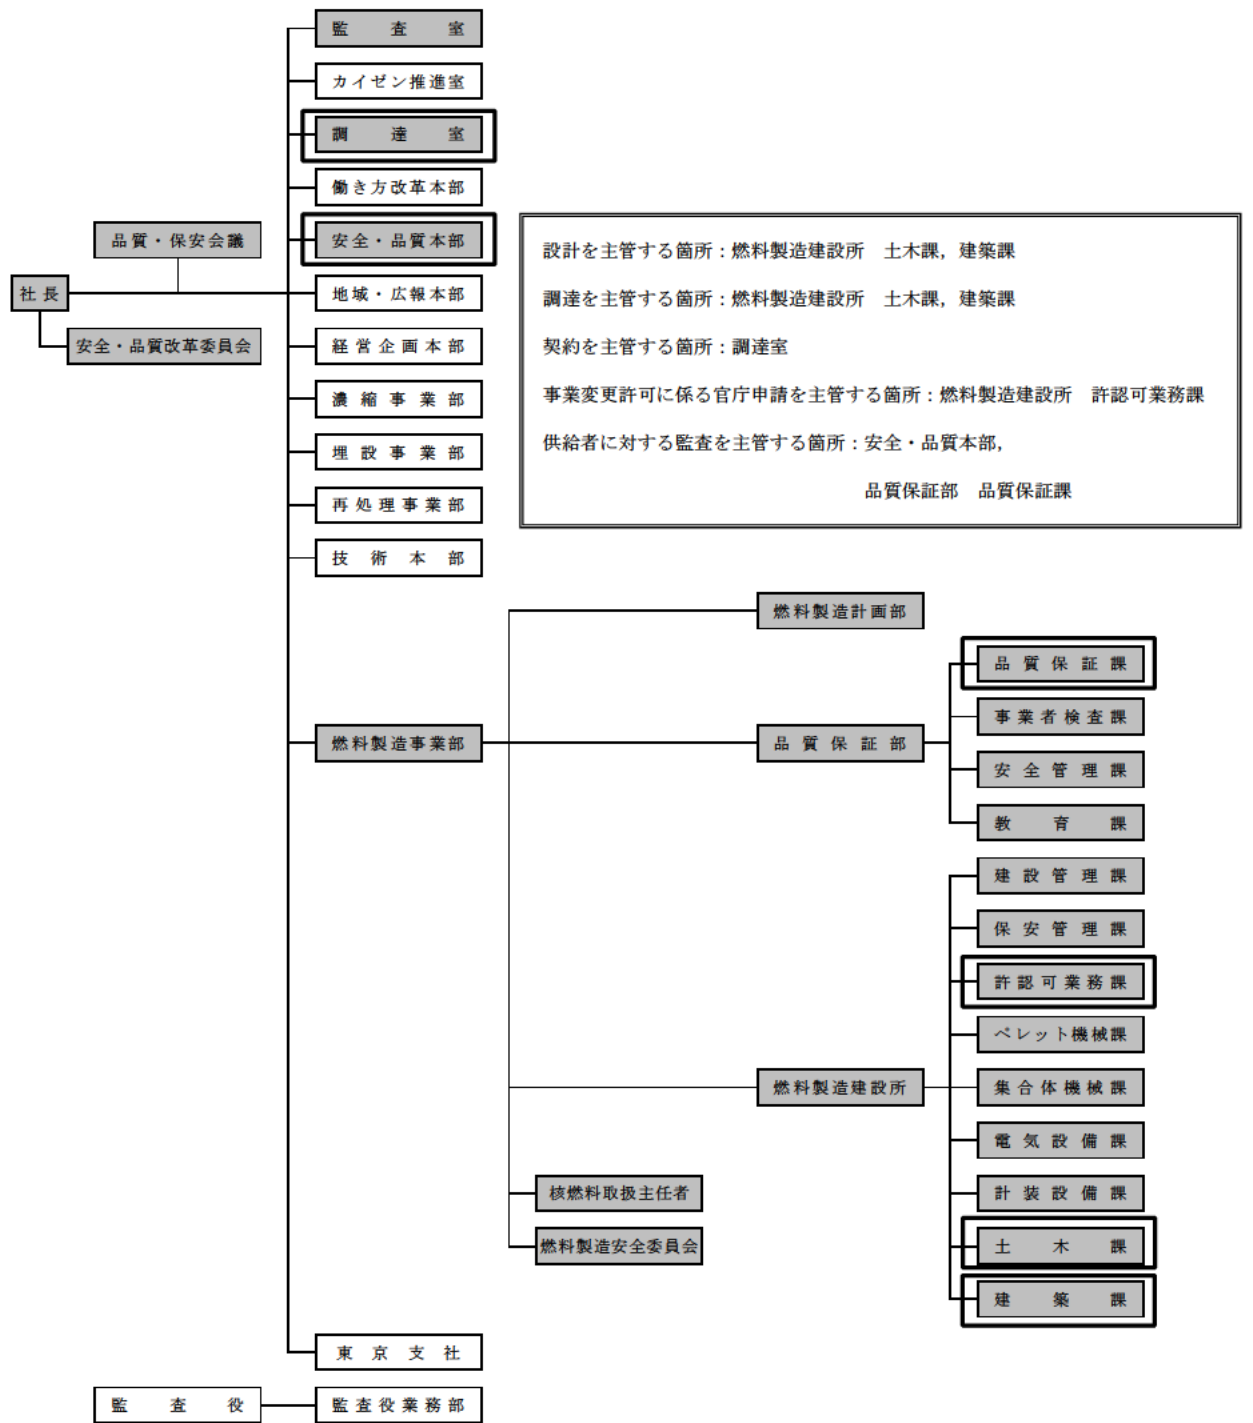 監査室
カイゼン推進室
調達室
働き方改革本部
品質・保安会議
安全・品質本部
社長
地域・広報本部
安全・品質改革委員会
経営企画本部
濃縮事業部
埋設事業部
再処理事業部
技術本部
設計を主管する箇所：燃料製造建設所　土木課，建築課
調達を主管する箇所：燃料製造建設所　土木課，建築課
契約を主管する箇所：調達室
事業変更許可に係る官庁申請を主管する箇所：燃料製造建設所　許認可業務課
供給者に対する監査を主管する箇所：安全・品質本部，
品質保証部　品質保証課
燃料製造計画部
品質保証課
事業者検査課
燃料製造事業部
品質保証部
安全管理課
教育課
建設管理課
保安管理課
許認可業務課
ペレット機械課
燃料製造建設所
集合体機械課
電気設備課
核燃料取扱主任者
計装設備課
燃料製造安全委員会
土木課
建築課
東京支社
監査役
監査役業務部